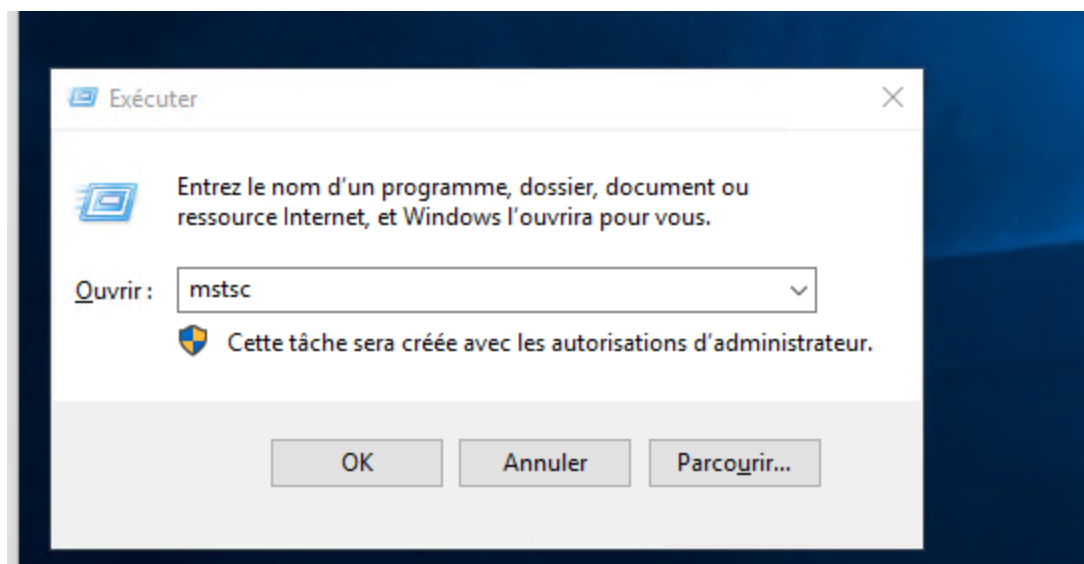 Exécuter
Entrez le nom d'un programme, dossier, document ou
ressource Internet, et Windows l'ouvrira pour vous.
Ouvrir : mstsc
Cette tâche sera créée avec les autorisations d'administrateur.
OK Annuler Parcourir...